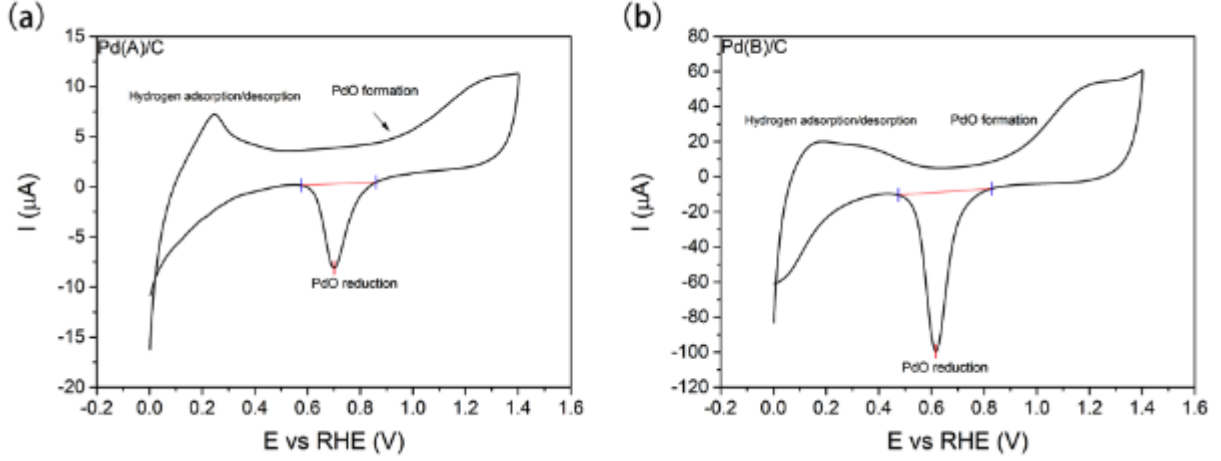 (a)
Pd(A)/C
Hydrogen adsorption/desorption
PdO formation
PdO reduction
I (μA)
15
10
5
0
-5
-10
-15
-20
-0.2 0.0 0.2 0.4 0.6 0.8 1.0 1.2 1.4 1.6
E vs RHE (V)
(b)
Pd(B)/C
Hydrogen adsorption/desorption
PdO formation
PdO reduction
I (μA)
80
60
40
20
0
-20
-40
-60
-80
-100
-120
-0.2 0.0 0.2 0.4 0.6 0.8 1.0 1.2 1.4 1.6
E vs RHE (V)